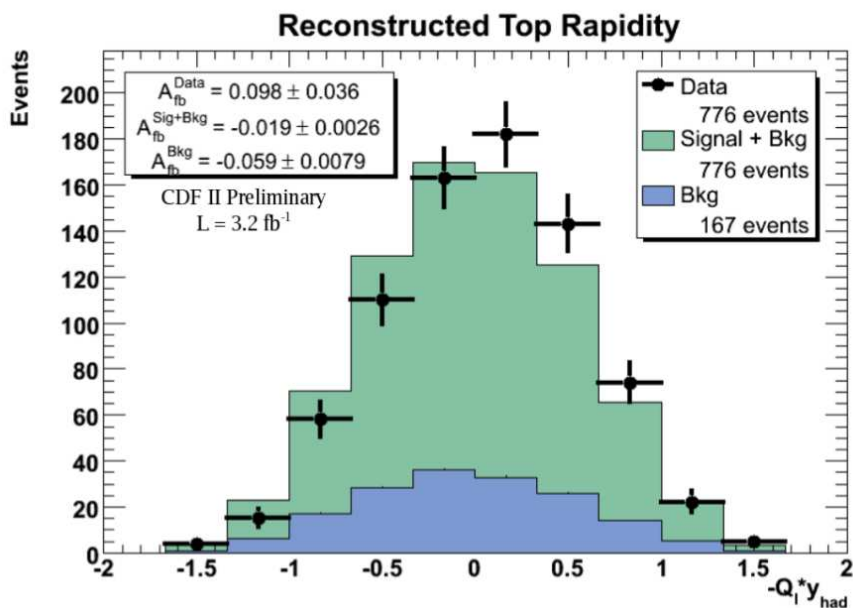 Reconstructed Top Rapidity
Events
A_fb^Data = 0.098 ± 0.036
A_fb^Sig+Bkg = -0.019 ± 0.0026
A_fb^Bkg = -0.059 ± 0.0079
CDF II Preliminary
L = 3.2 fb^-1
Data
776 events
Signal + Bkg
776 events
Bkg
167 events
200
180
160
140
120
100
80
60
40
20
0
-2 -1.5 -1 -0.5 0 0.5 1 1.5 2
-Q_l*y_had